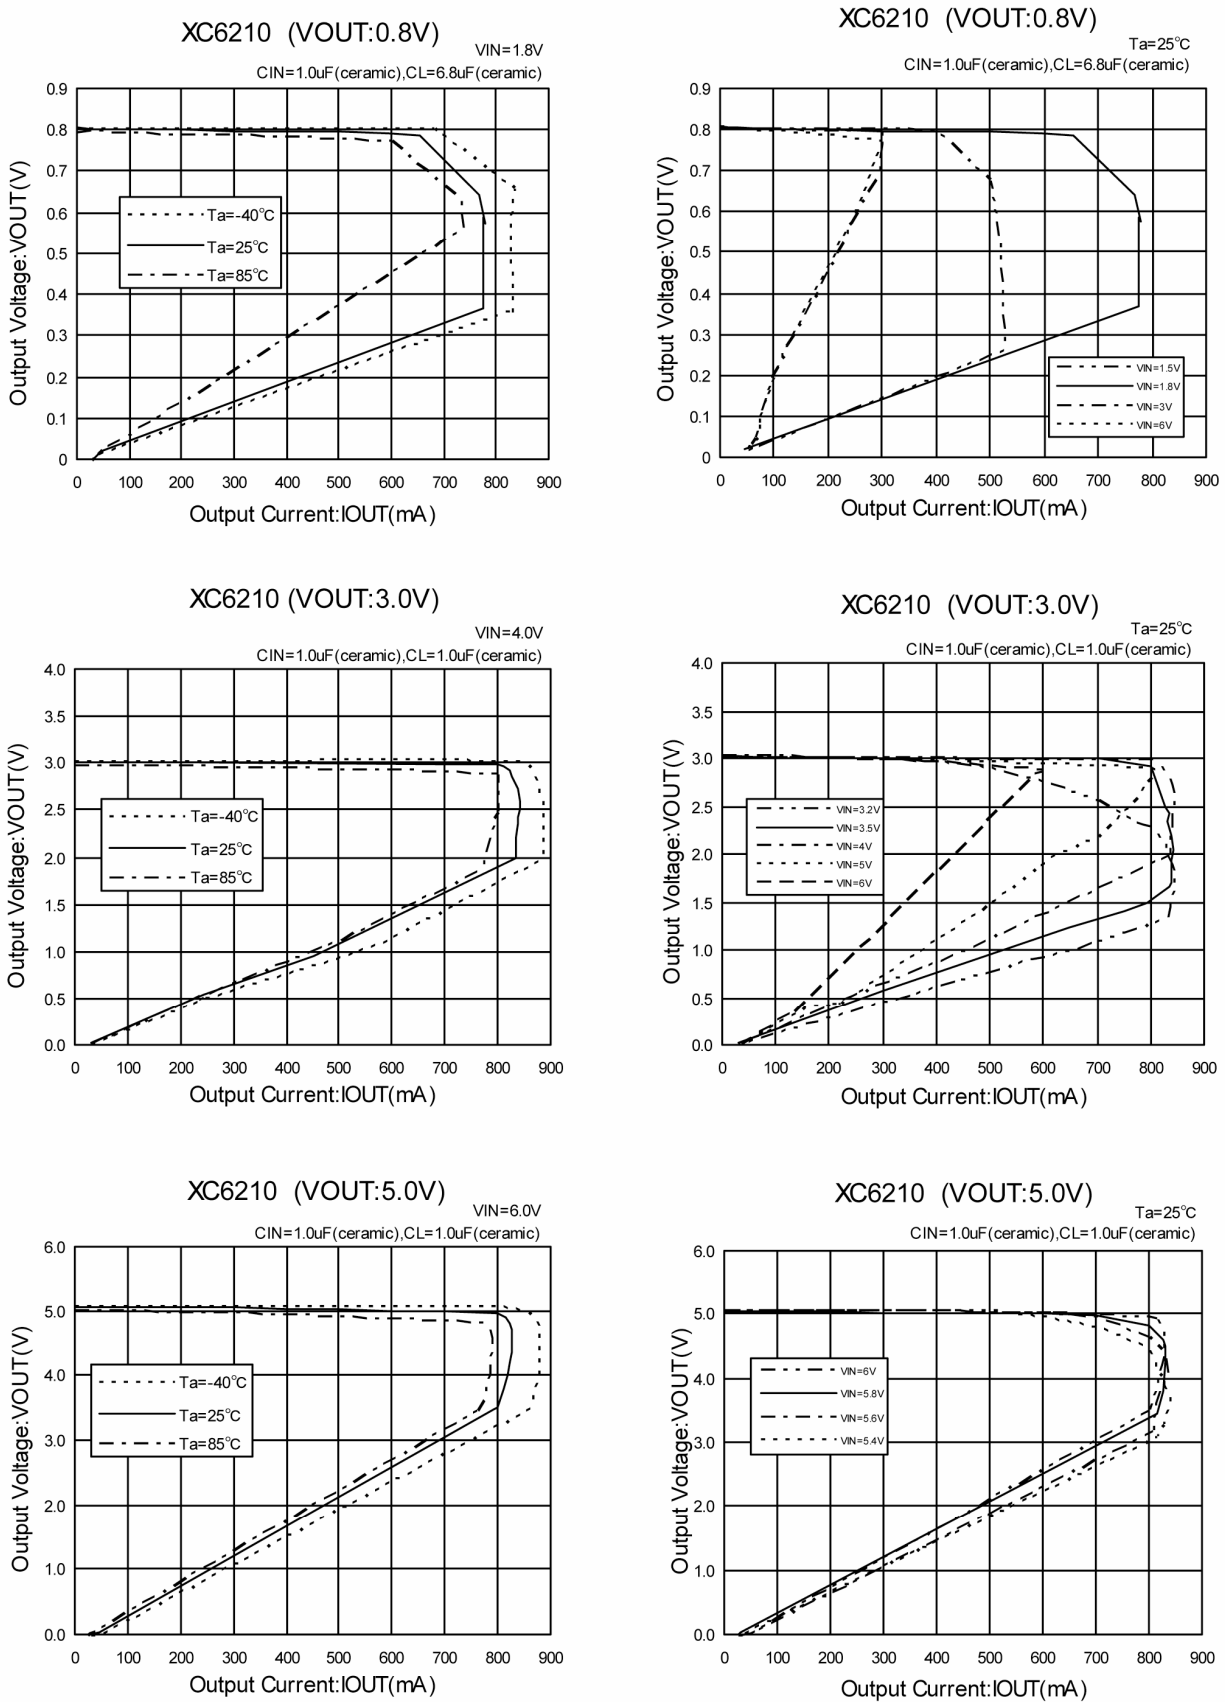 XC6210 (VOUT:0.8V)
VIN=1.8V
CIN=1.0uF(ceramic),CL=6.8uF(ceramic)
Output Voltage:VOUT(V)
0.9
0.8
0.7
0.6
0.5
0.4
0.3
0.2
0.1
0
Ta=-40°C
Ta=25°C
Ta=85°C
0 100 200 300 400 500 600 700 800 900
Output Current:IOUT(mA)
XC6210 (VOUT:0.8V)
Ta=25°C
CIN=1.0uF(ceramic),CL=6.8uF(ceramic)
Output Voltage:VOUT(V)
0.9
0.8
0.7
0.6
0.5
0.4
0.3
0.2
0.1
0
VIN=1.5V
VIN=1.8V
VIN=3V
VIN=6V
0 100 200 300 400 500 600 700 800 900
Output Current:IOUT(mA)
XC6210 (VOUT:3.0V)
VIN=4.0V
CIN=1.0uF(ceramic),CL=1.0uF(ceramic)
Output Voltage:VOUT(V)
4.0
3.5
3.0
2.5
2.0
1.5
1.0
0.5
0.0
Ta=-40°C
Ta=25°C
Ta=85°C
0 100 200 300 400 500 600 700 800 900
Output Current:IOUT(mA)
XC6210 (VOUT:3.0V)
Ta=25°C
CIN=1.0uF(ceramic),CL=1.0uF(ceramic)
Output Voltage:VOUT(V)
4.0
3.5
3.0
2.5
2.0
1.5
1.0
0.5
0.0
VIN=3.2V
VIN=3.5V
VIN=4V
VIN=5V
VIN=6V
0 100 200 300 400 500 600 700 800 900
Output Current:IOUT(mA)
XC6210 (VOUT:5.0V)
VIN=6.0V
CIN=1.0uF(ceramic),CL=1.0uF(ceramic)
Output Voltage:VOUT(V)
6.0
5.0
4.0
3.0
2.0
1.0
0.0
Ta=-40°C
Ta=25°C
Ta=85°C
0 100 200 300 400 500 600 700 800 900
Output Current:IOUT(mA)
XC6210 (VOUT:5.0V)
Ta=25°C
CIN=1.0uF(ceramic),CL=1.0uF(ceramic)
Output Voltage:VOUT(V)
6.0
5.0
4.0
3.0
2.0
1.0
0.0
VIN=6V
VIN=5.8V
VIN=5.6V
VIN=5.4V
0 100 200 300 400 500 600 700 800 900
Output Current:IOUT(mA)